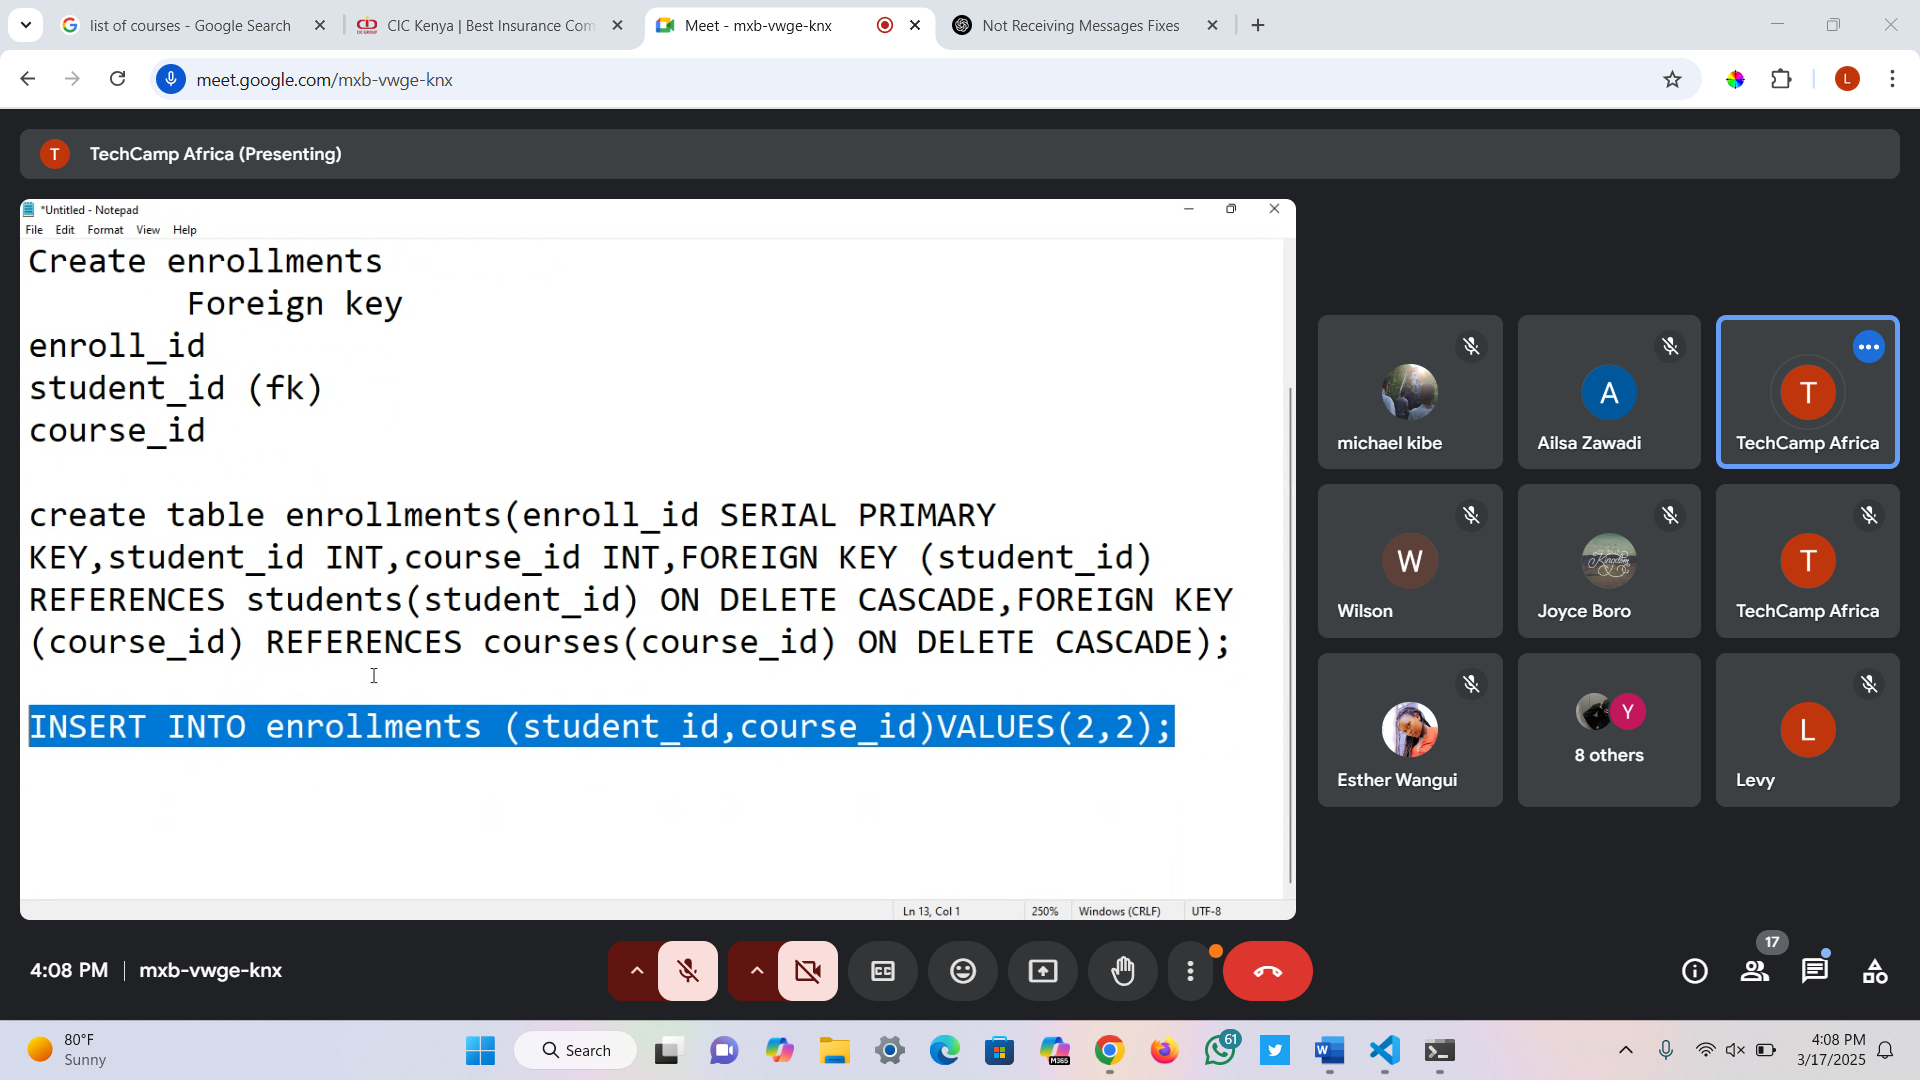 list of courses - Google Search
CIC Kenya | Best Insurance Com
Meet - mxb-vwge-knx
Not Receiving Messages Fixes
meet.google.com/mxb-vwge-knx
L
T
TechCamp Africa (Presenting)
*Untitled - Notepad
File Edit Format View Help
Create enrollments
Foreign key
enroll_id
student_id (fk)
course_id
create table enrollments(enroll_id SERIAL PRIMARY
KEY,student_id INT,course_id INT,FOREIGN KEY (student_id)
REFERENCES students(student_id) ON DELETE CASCADE,FOREIGN KEY
(course_id) REFERENCES courses(course_id) ON DELETE CASCADE);
INSERT INTO enrollments (student_id,course_id)VALUES(2,2);
Ln 13, Col 1
250%
Windows (CRLF)
UTF-8
michael kibe
A
Ailsa Zawadi
T
TechCamp Africa
W
Wilson
Joyce Boro
T
TechCamp Africa
Esther Wangui
Y
8 others
L
Levy
4:08 PM
mxb-vwge-knx
17
80°F
Sunny
Search
M365
61
4:08 PM
3/17/2025